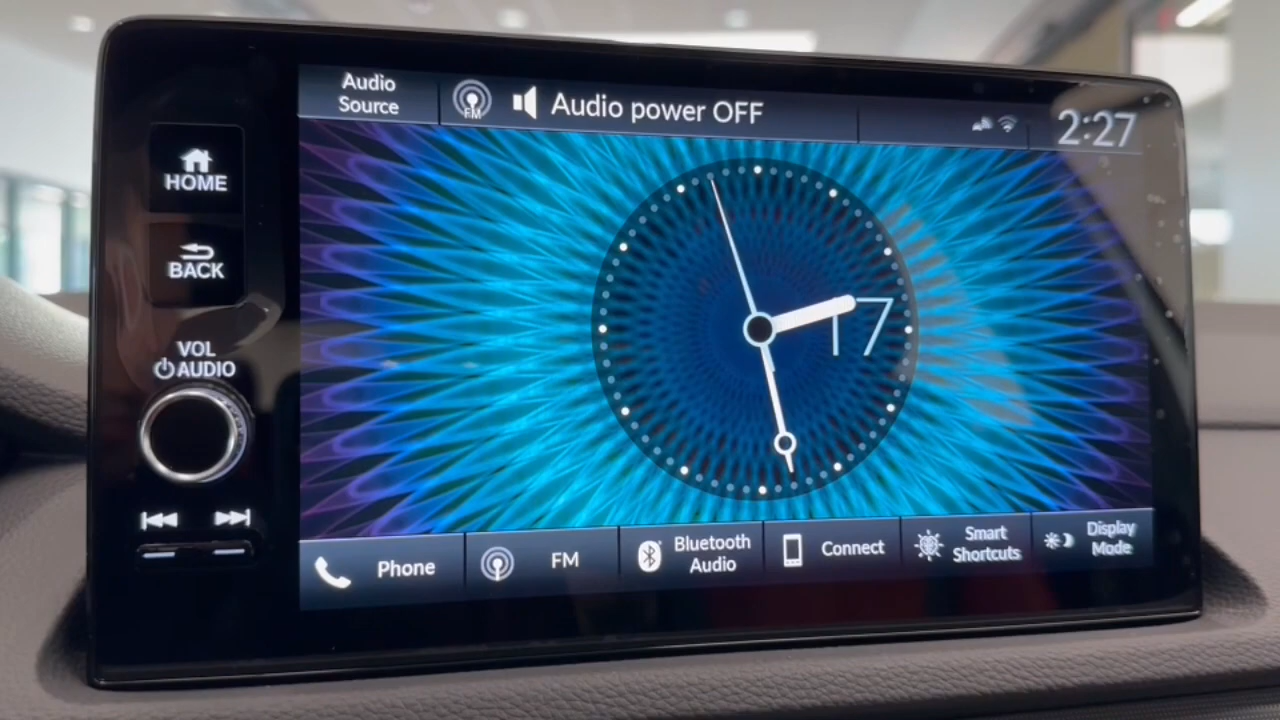 Audio
Source
FM
Audio power OFF
2:27
HOME
BACK
VOL
AUDIO
17
Phone
FM
Bluetooth
Audio
Connect
Smart
Shortcuts
Display
Mode